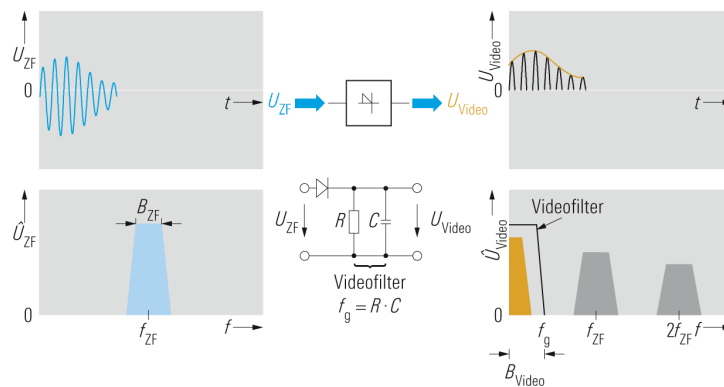 U_ZF
0
t
U_ZF
U_Video
U_Video
0
t
Û_ZF
B_ZF
0
f_ZF
f
U_ZF
R
C
U_Video
Videofilter
f_g = R · C
Û_Video
Videofilter
0
f_g
f_ZF
2f_ZF
f
B_Video